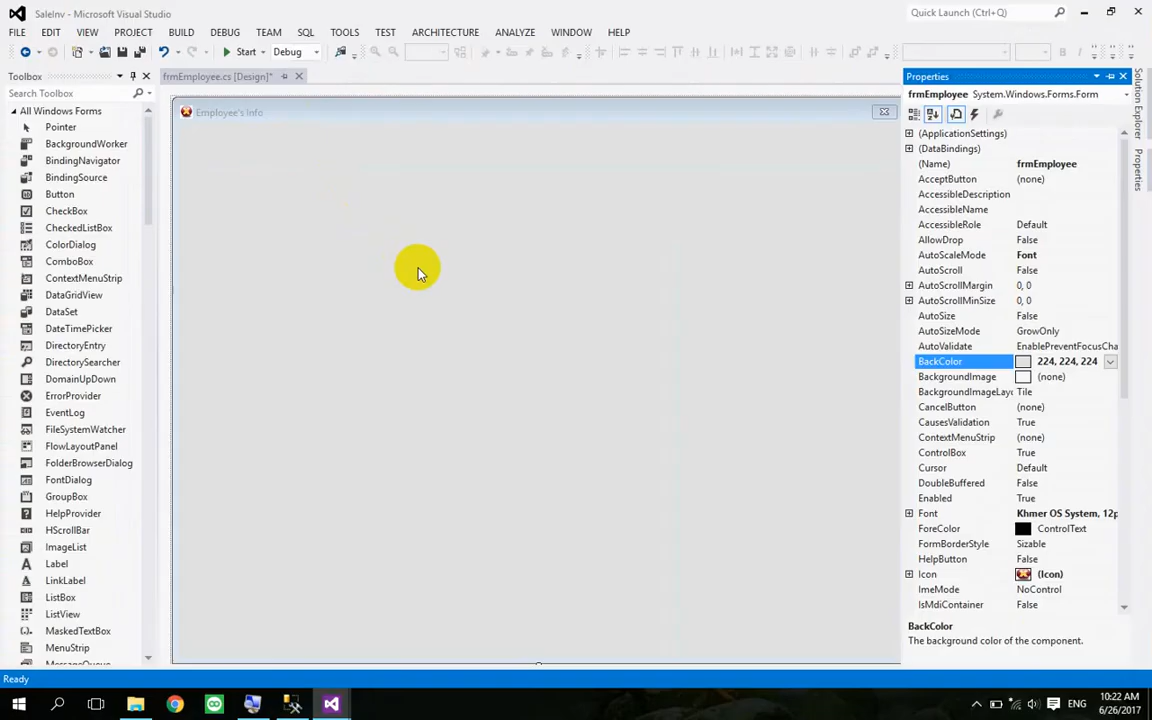 SaleInv - Microsoft Visual Studio
Quick Launch (Ctrl+Q)
FILE EDIT VIEW PROJECT BUILD DEBUG TEAM SQL TOOLS TEST ARCHITECTURE ANALYZE WINDOW HELP
Start Debug
Toolbox
frmEmployee.cs [Design]*
Properties
Search Toolbox
frmEmployee System.Windows.Forms.Form
Employee's Info
All Windows Forms
Pointer
BackgroundWorker
BindingNavigator
BindingSource
Button
CheckBox
CheckedListBox
ColorDialog
ComboBox
ContextMenuStrip
DataGridView
DataSet
DateTimePicker
DirectoryEntry
DirectorySearcher
DomainUpDown
ErrorProvider
EventLog
FileSystemWatcher
FlowLayoutPanel
FolderBrowserDialog
FontDialog
GroupBox
HelpProvider
HScrollBar
ImageList
Label
LinkLabel
ListBox
ListView
MaskedTextBox
MenuStrip
(ApplicationSettings)
(DataBindings)
(Name) frmEmployee
AcceptButton (none)
AccessibleDescription
AccessibleName
AccessibleRole Default
AllowDrop False
AutoScaleMode Font
AutoScroll False
AutoScrollMargin 0, 0
AutoScrollMinSize 0, 0
AutoSize False
AutoSizeMode GrowOnly
AutoValidate EnablePreventFocusCha
BackColor 224, 224, 224
BackgroundImage (none)
BackgroundImageLayo Tile
CancelButton (none)
CausesValidation True
ContextMenuStrip (none)
ControlBox True
Cursor Default
DoubleBuffered False
Enabled True
Font Khmer OS System, 12p
ForeColor ControlText
FormBorderStyle Sizable
HelpButton False
Icon (Icon)
ImeMode NoControl
IsMdiContainer False
BackColor
The background color of the component.
Solution Explorer
Properties
Ready
ENG
10:22 AM
6/26/2017